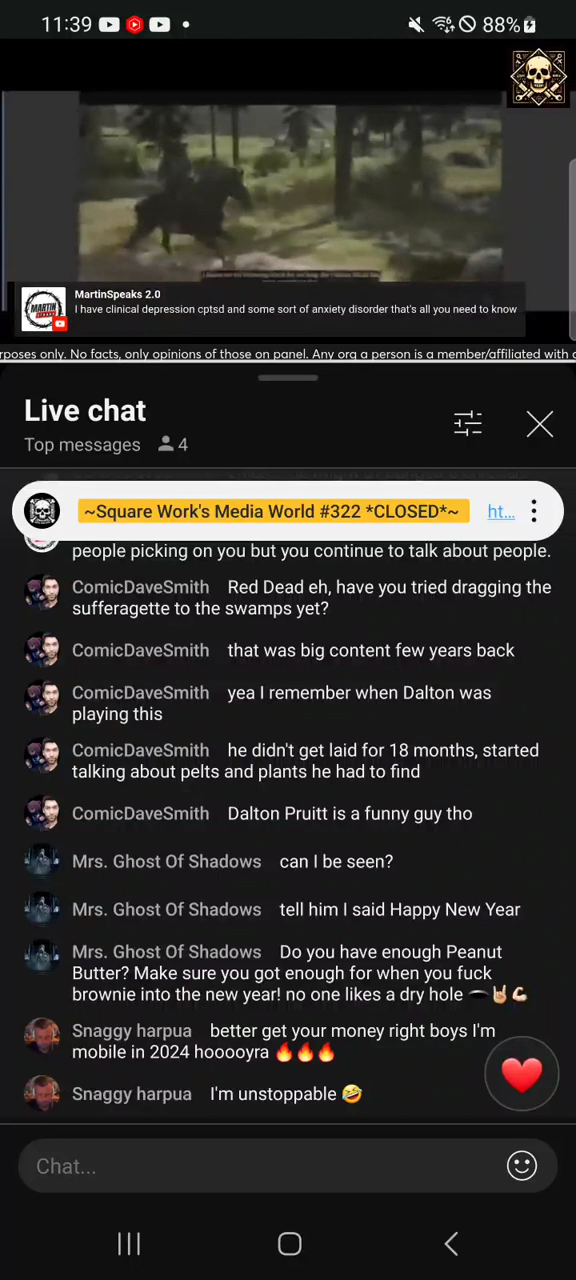 11:39
88%
MARTIN
MartinSpeaks 2.0
I have clinical depression cptsd and some sort of anxiety disorder that's all you need to know
rposes only. No facts, only opinions of those on panel. Any org a person is a member/affiliated with
Live chat
Top messages 4
~Square Work's Media World #322 *CLOSED*~ ht...
people picking on you but you continue to talk about people.
ComicDaveSmith Red Dead eh, have you tried dragging the
sufferagette to the swamps yet?
ComicDaveSmith that was big content few years back
ComicDaveSmith yea I remember when Dalton was
playing this
ComicDaveSmith he didn't get laid for 18 months, started
talking about pelts and plants he had to find
ComicDaveSmith Dalton Pruitt is a funny guy tho
Mrs. Ghost Of Shadows can I be seen?
Mrs. Ghost Of Shadows tell him I said Happy New Year
Mrs. Ghost Of Shadows Do you have enough Peanut
Butter? Make sure you got enough for when you fuck
brownie into the new year! no one likes a dry hole 🕳️🤘🏻💪🏻
Snaggy harpua better get your money right boys I'm
mobile in 2024 hooooyra 🔥🔥🔥
Snaggy harpua I'm unstoppable 🤣
Chat...